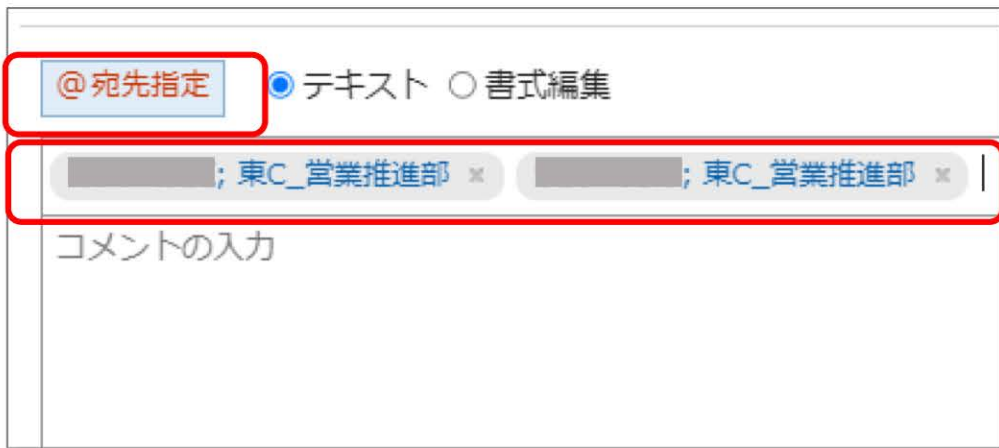 @宛先指定 テキスト 書式編集
; 東C_営業推進部 × ; 東C_営業推進部 ×
コメントの入力